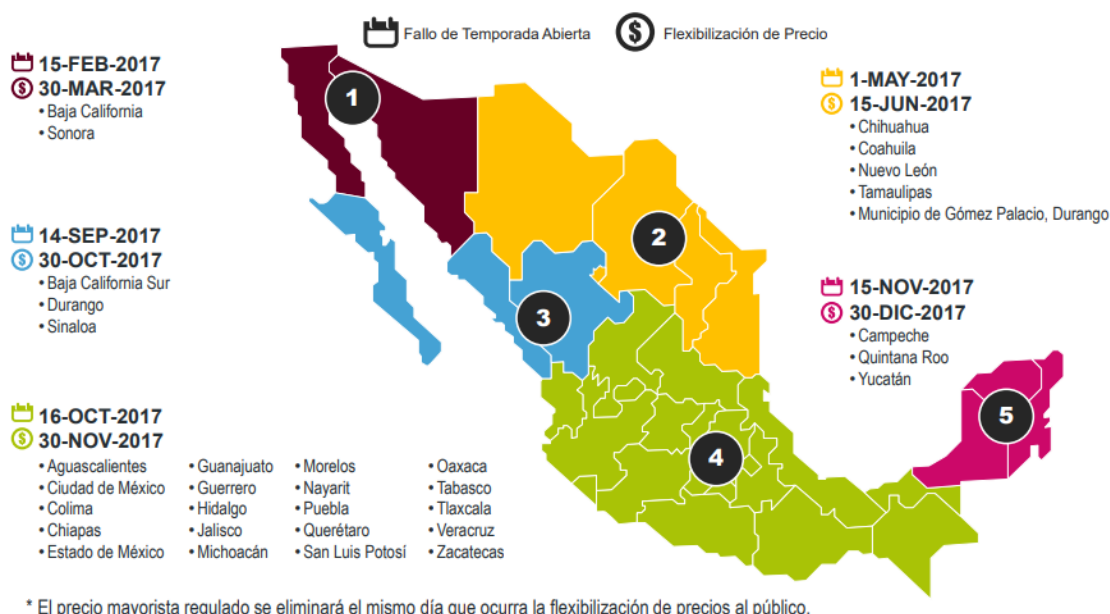 Fallo de Temporada Abierta
Flexibilización de Precio
15-FEB-2017
30-MAR-2017
• Baja California
• Sonora
1
1-MAY-2017
15-JUN-2017
• Chihuahua
• Coahuila
• Nuevo León
• Tamaulipas
• Municipio de Gómez Palacio, Durango
2
14-SEP-2017
30-OCT-2017
• Baja California Sur
• Durango
• Sinaloa
3
15-NOV-2017
30-DIC-2017
• Campeche
• Quintana Roo
• Yucatán
5
16-OCT-2017
30-NOV-2017
• Aguascalientes
• Ciudad de México
• Colima
• Chiapas
• Estado de México
• Guanajuato
• Guerrero
• Hidalgo
• Jalisco
• Michoacán
• Morelos
• Nayarit
• Puebla
• Querétaro
• San Luis Potosí
• Oaxaca
• Tabasco
• Tlaxcala
• Veracruz
• Zacatecas
4
* El precio mayorista regulado se eliminará el mismo día que ocurra la flexibilización de precios al público.